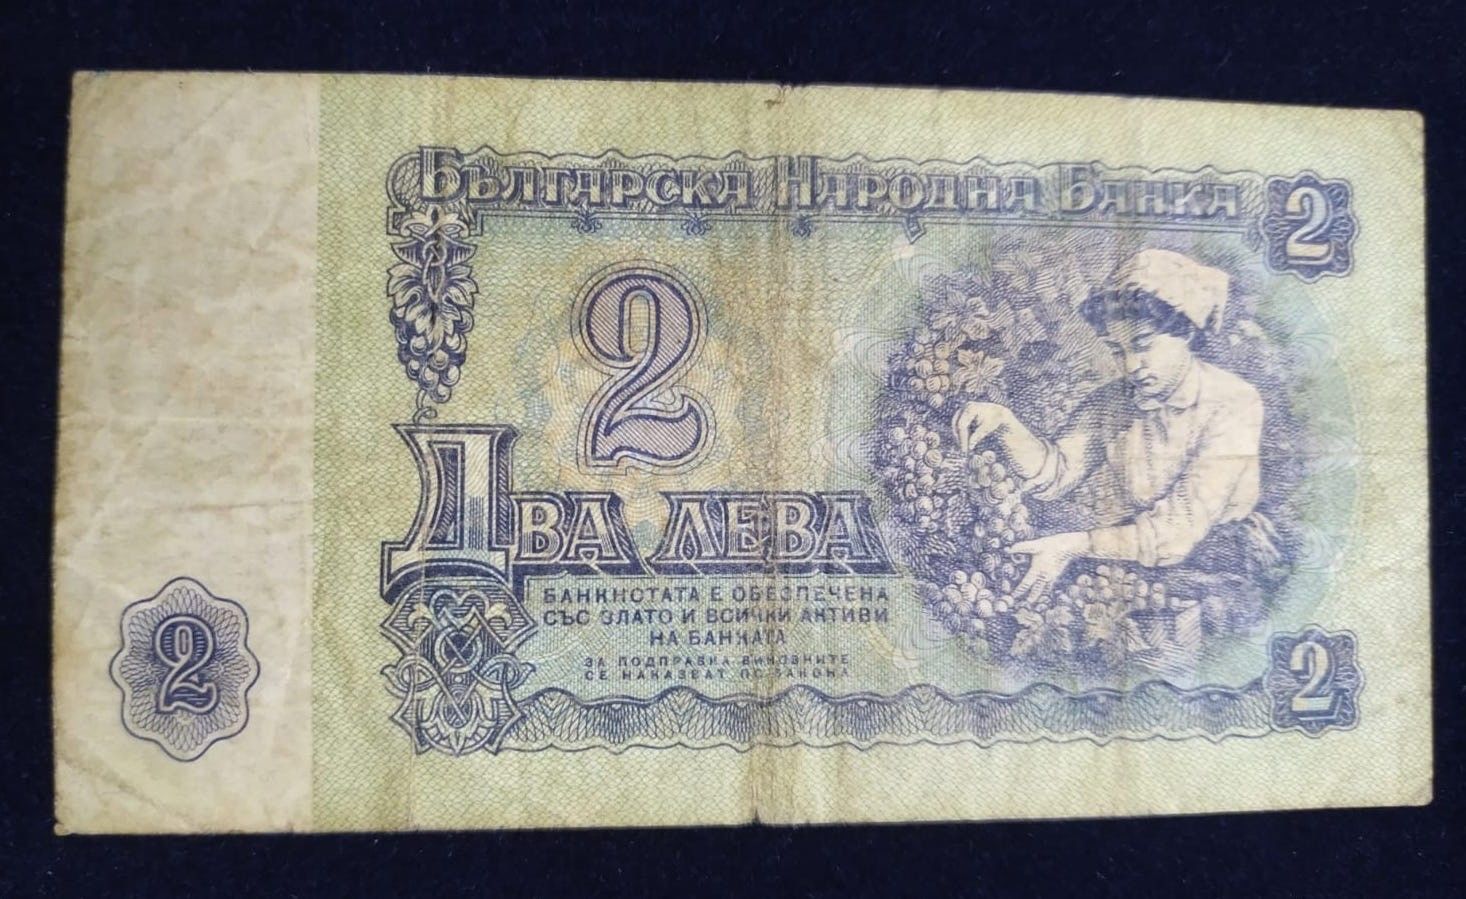 БЪЛГАРСКА НАРОДНА БАНКА
2
2
ДВА ЛЕВА
БАНКНОТАТА Е ОБЕЗПЕЧЕНА
СЪС ЗЛАТО И ВСИЧКИ АКТИВИ
НА БАНКАТА
ЗА ПОДПРАВКА ВИНОВНИТЕ
СЕ НАКАЗВАТ ПО ЗАКОНА
2
2